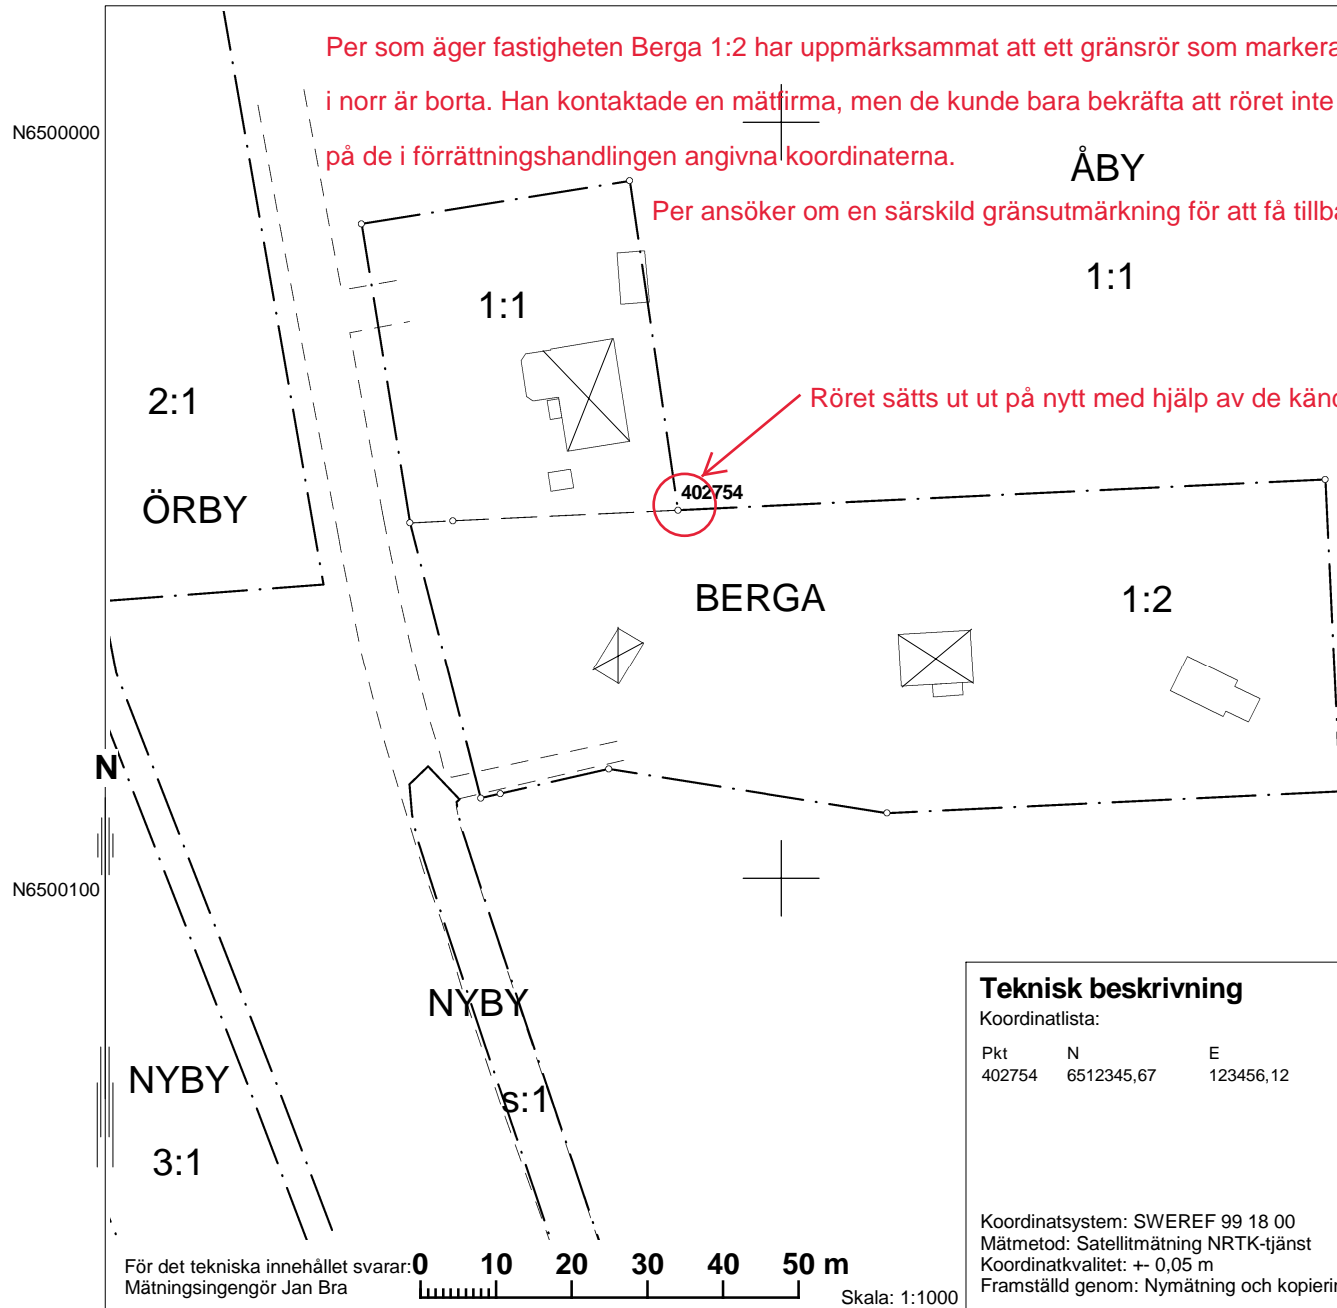 Per som äger fastigheten Berga 1:2 har uppmärksammat att ett gränsrör som
i norr är borta. Han kontaktade en mätfirma, men de kunde bara bekräfta att röret inte
på de i förrättningshandlingen angivna koordinaterna.
N6500000
ÅBY
Per ansöker om en särskild gränsutmärkning för att få
1:1
1:1
2:1
Röret sätts ut ut på nytt med hjälp av de
402754
ÖRBY
BERGA
1:2
N
N6500100
NYBY
s:1
NYBY
3:1
Teknisk beskrivning
Koordinatlista:
Pkt N E
402754 6512345,67 123456,12
Koordinatsystem: SWEREF 99 18 00
Mätmetod: Satellitmätning NRTK-tjänst
Koordinatkvalitet: +- 0,05 m
Framställd genom: Nymätning och
För det tekniska innehållet svarar:
Mätningsingengör Jan Bra
0 10 20 30 40 50 m
Skala: 1:1000